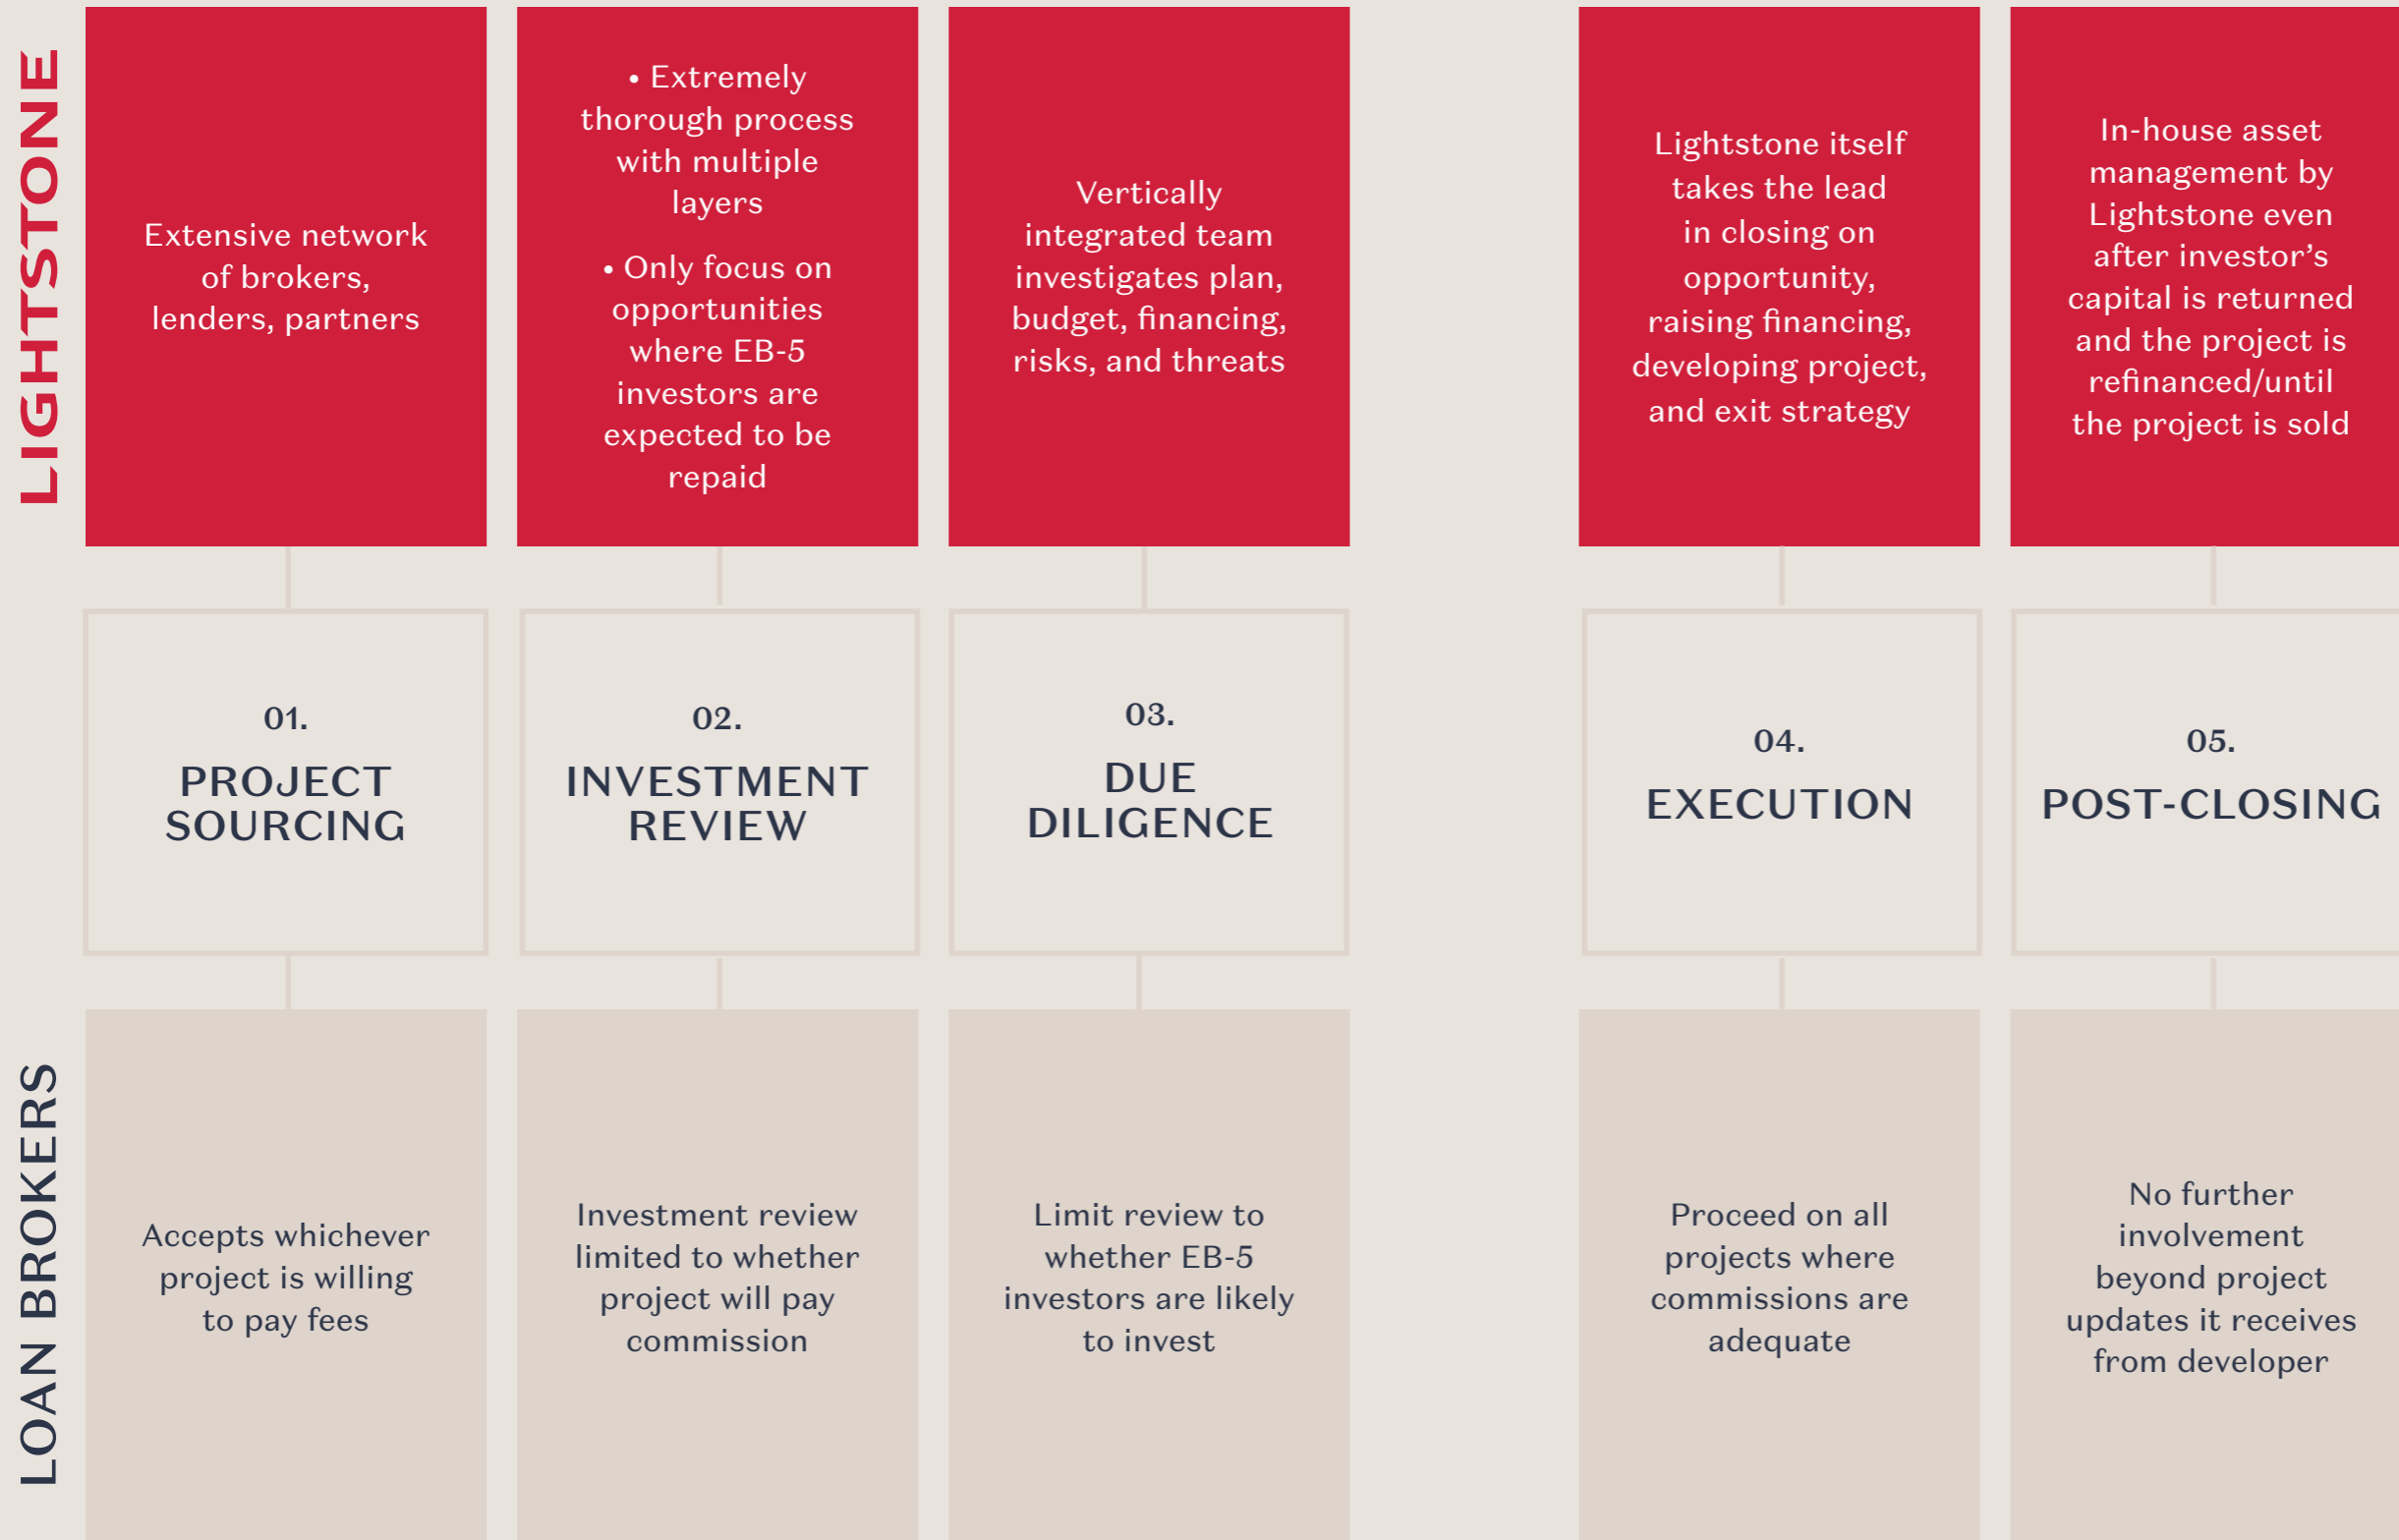 LIGHTSTONE
Extensive network
of brokers,
lenders, partners
• Extremely
thorough process
with multiple
layers
• Only focus on
opportunities
where EB-5
investors are
expected to be
repaid
Vertically
integrated team
investigates plan,
budget, financing,
risks, and threats
Lightstone itself
takes the lead
in closing on
opportunity,
raising financing,
developing project,
and exit strategy
In-house asset
management by
Lightstone even
after investor’s
capital is returned
and the project is
refinanced/until
the project is sold
01.
PROJECT
SOURCING
02.
INVESTMENT
REVIEW
03.
DUE
DILIGENCE
04.
EXECUTION
05.
POST-CLOSING
LOAN BROKERS
Accepts whichever
project is willing
to pay fees
Investment review
limited to whether
project will pay
commission
Limit review to
whether EB-5
investors are likely
to invest
Proceed on all
projects where
commissions are
adequate
No further
involvement
beyond project
updates it receives
from developer